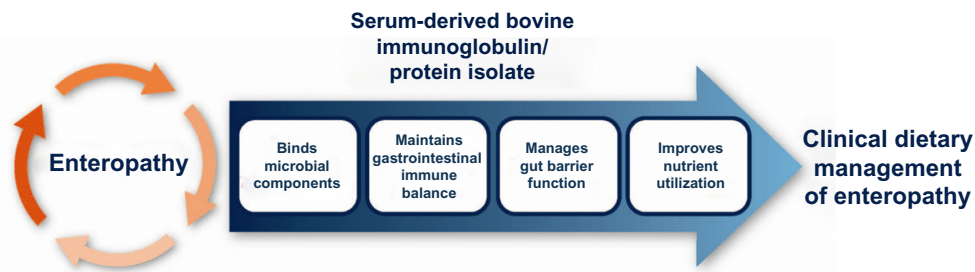 Serum-derived bovine
immunoglobulin/
protein isolate
Enteropathy
Binds
microbial
components
Maintains
gastrointestinal
immune
balance
Manages
gut barrier
function
Improves
nutrient
utilization
Clinical dietary
management
of enteropathy